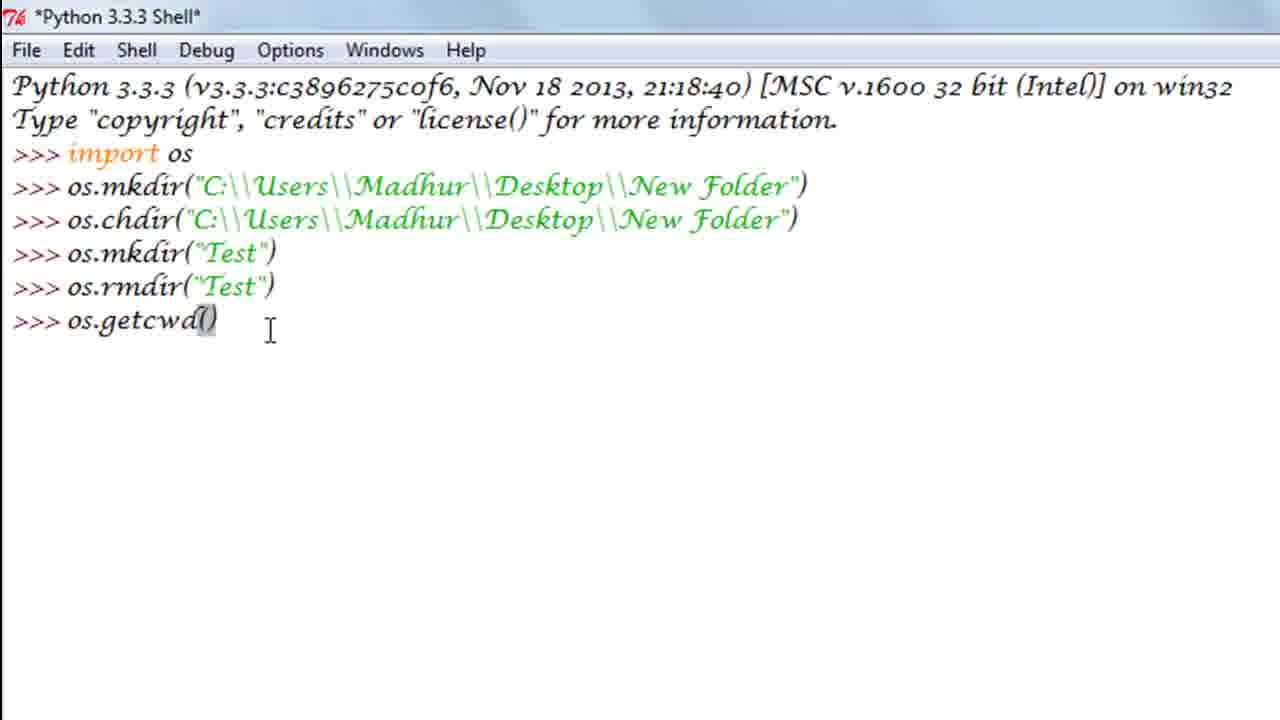 *Python 3.3.3 Shell*
File Edit Shell Debug Options Windows Help
Python 3.3.3 (v3.3.3:c3896275c0f6, Nov 18 2013, 21:18:40) [MSC v.1600 32 bit (Intel)] on win32
Type "copyright", "credits" or "license()" for more information.
>>> import os
>>> os.mkdir("C:\\Users\\Madhur\\Desktop\\New Folder")
>>> os.chdir("C:\\Users\\Madhur\\Desktop\\New Folder")
>>> os.mkdir("Test")
>>> os.rmdir("Test")
>>> os.getcwd()